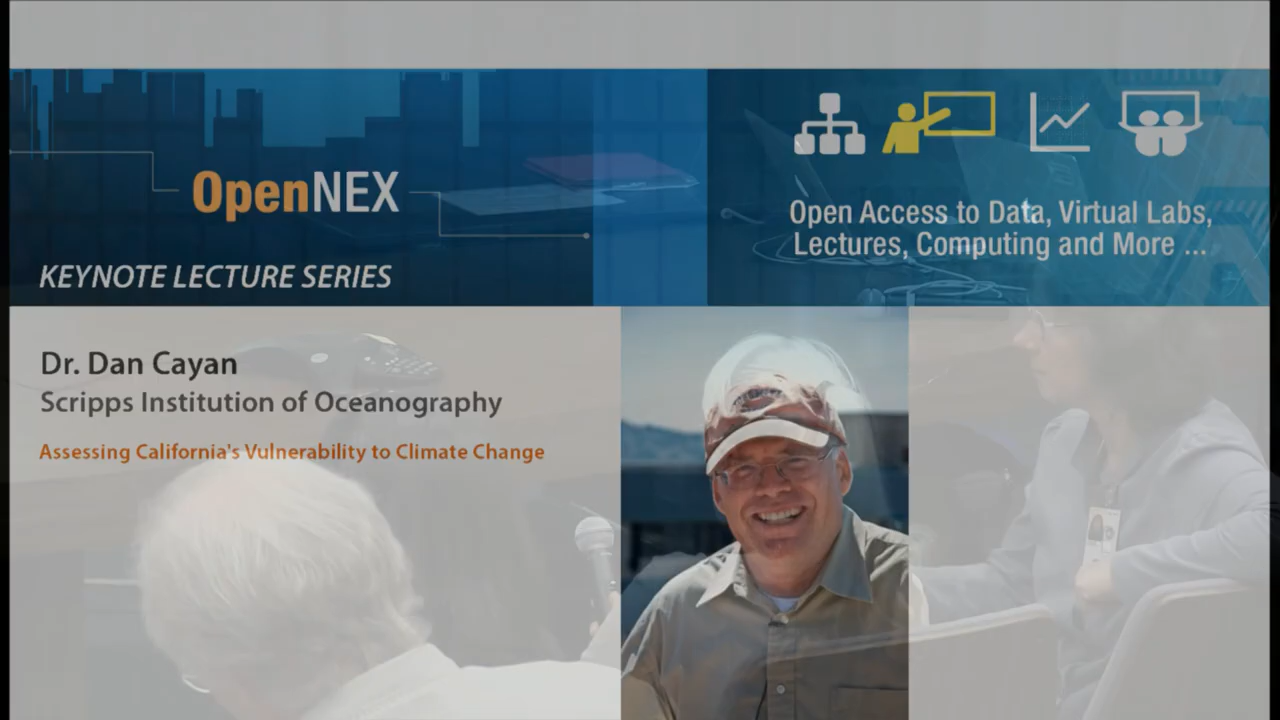 OpenNEX
KEYNOTE LECTURE SERIES
Open Access to Data, Virtual Labs,
Lectures, Computing and More ...
Dr. Dan Cayan
Scripps Institution of Oceanography
Assessing California's Vulnerability to Climate Change